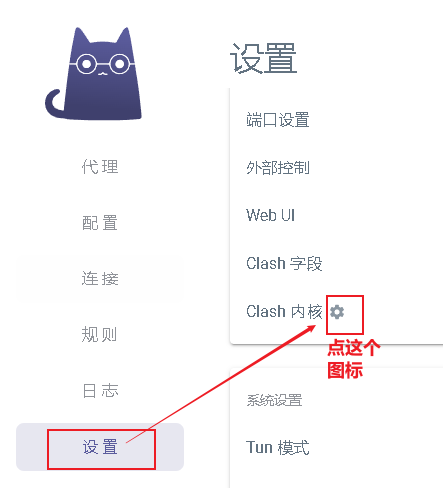 代理
配置
连接
规则
日志
设置
设置
端口设置
外部控制
Web UI
Clash 字段
Clash 内核
点这个
图标
系统设置
Tun 模式